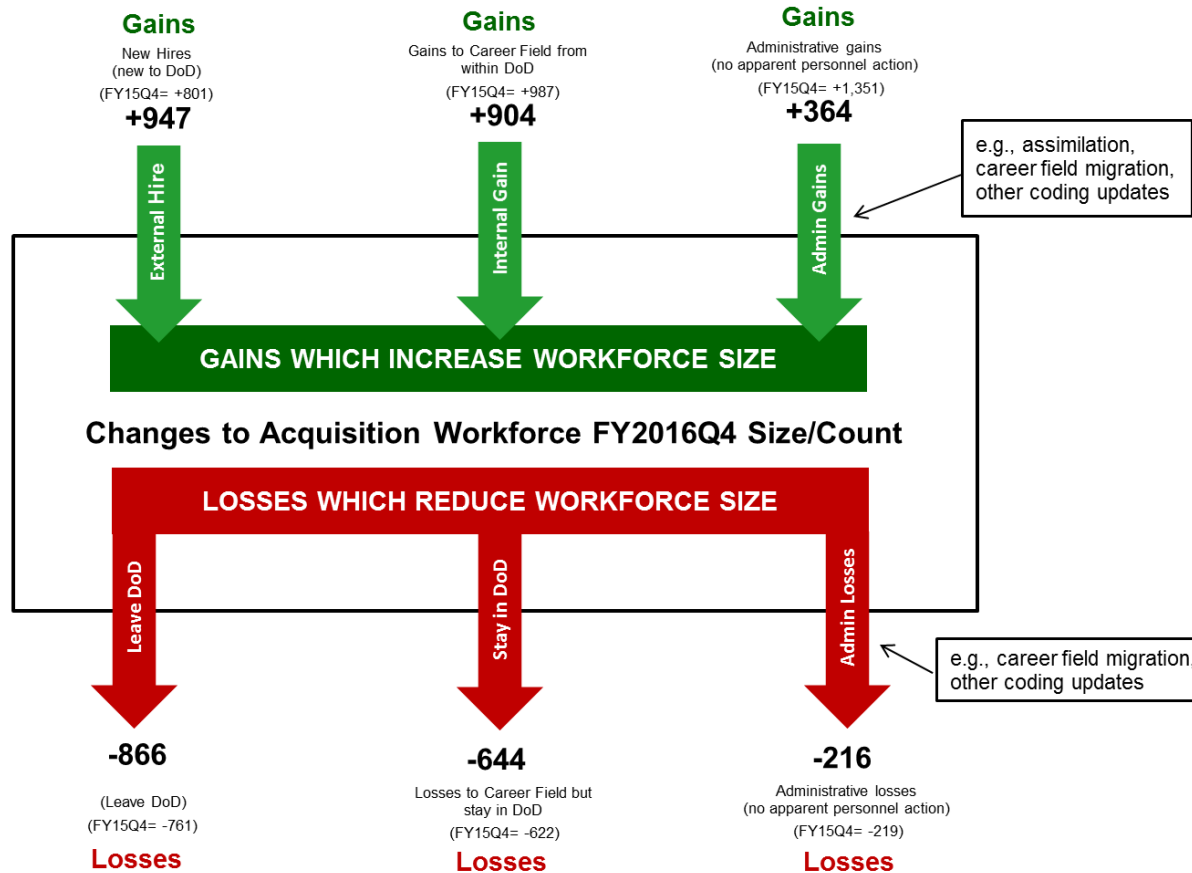 Gains
New Hires
(new to DoD)
(FY15Q4= +801)
+947
Gains
Gains to Career Field from
within DoD
(FY15Q4= +987)
+904
Gains
Administrative gains
(no apparent personnel action)
(FY15Q4= +1,351)
+364
e.g., assimilation,
career field migration,
other coding updates
External Hire
Internal Gain
Admin Gains
GAINS WHICH INCREASE WORKFORCE SIZE
Changes to Acquisition Workforce FY2016Q4 Size/Count
LOSSES WHICH REDUCE WORKFORCE SIZE
Leave DoD
Stay in DoD
Admin Losses
e.g., career field migration,
other coding updates
-866
(Leave DoD)
(FY15Q4= -761)
Losses
-644
Losses to Career Field but
stay in DoD
(FY15Q4= -622)
Losses
-216
Administrative losses
(no apparent personnel action)
(FY15Q4= -219)
Losses